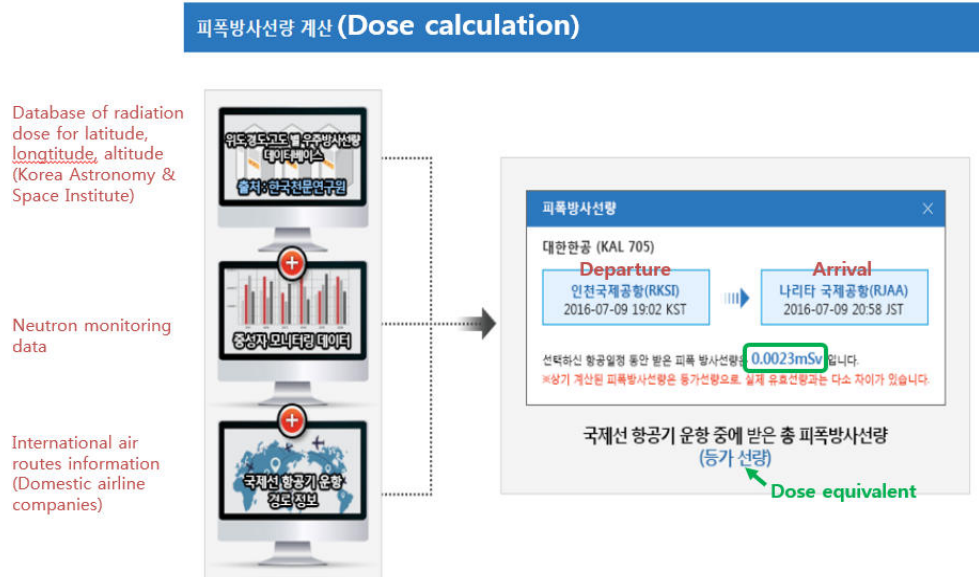 피폭방사선량 계산 (Dose calculation)
Database of radiation
dose for latitude,
longtitude, altitude
(Korea Astronomy &
Space Institute)
위도·경도·고도 별 우주방사선량
데이터베이스
출처 : 한국천문연구원
Neutron monitoring
data
중성자 모니터링 데이터
International air
routes information
(Domestic airline
companies)
국제선 항공기 운항
경로 정보
피폭방사선량
대한한공 (KAL 705)
Departure
인천국제공항(RKSI)
2016-07-09 19:02 KST
Arrival
나리타 국제공항(RJAA)
2016-07-09 20:58 JST
선택하신 항공일정 동안 받은 피폭 방사선량은 0.0023mSv 입니다.
※상기 계산된 피폭방사선량은 등가선량으로, 실제 유효선량과는 다소 차이가 있습니다.
국제선 항공기 운항 중에 받은 총 피폭방사선량
(등가 선량)
Dose equivalent